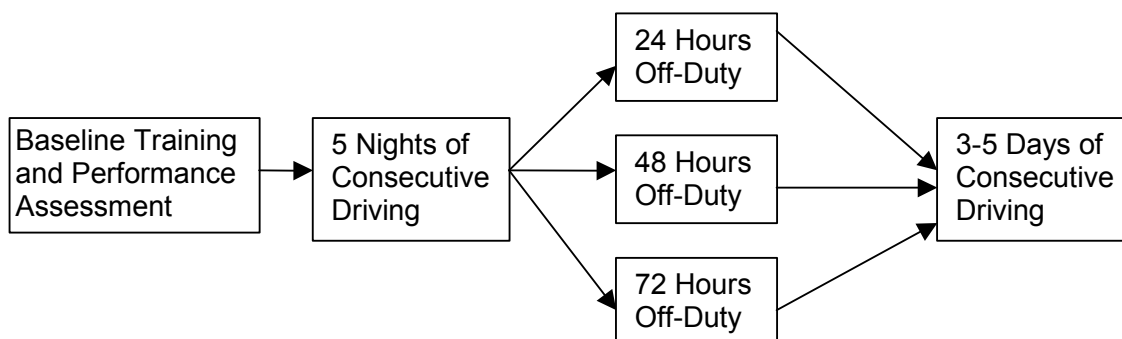 Baseline Training
and Performance
Assessment
5 Nights of
Consecutive
Driving
24 Hours
Off-Duty
48 Hours
Off-Duty
72 Hours
Off-Duty
3-5 Days of
Consecutive
Driving